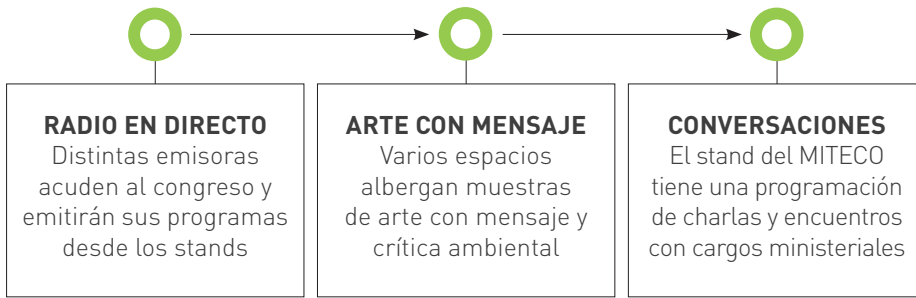 RADIO EN DIRECTO
Distintas emisoras
acuden al congreso y
emitirán sus programas
desde los stands
ARTE CON MENSAJE
Varios espacios
albergan muestras
de arte con mensaje y
crítica ambiental
CONVERSACIONES
El stand del MITECO
tiene una programación
de charlas y encuentros
con cargos ministeriales